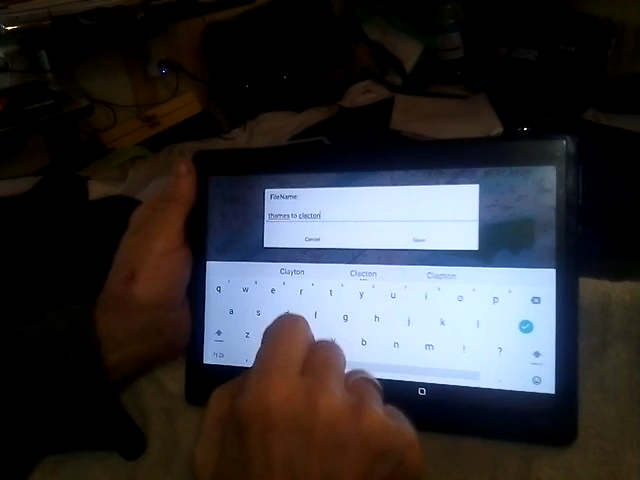 FileName:
thames to clacton
Cancel Save
Clayton Clacton Clapton
q w e r t y u i o p
a s f g h j k l
z v b n m ! ?